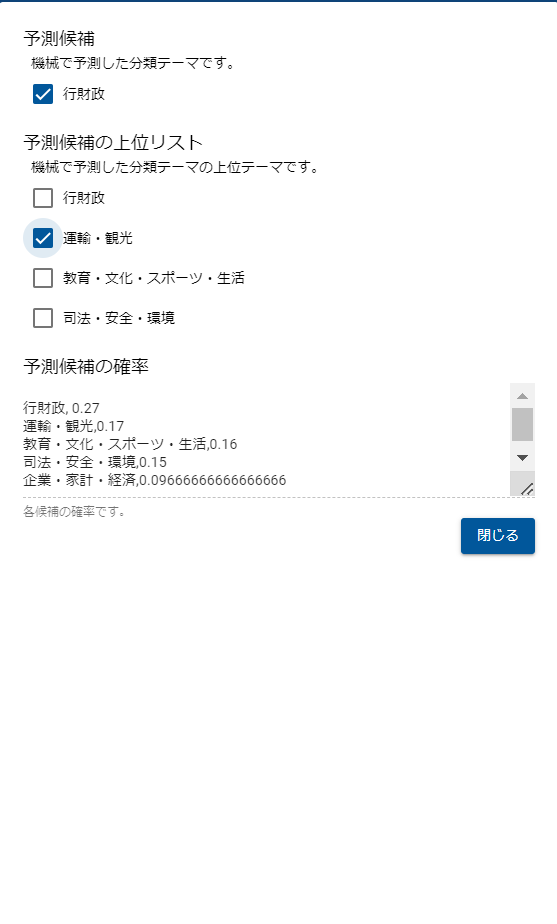 予測候補
機械で予測した分類テーマです。
行財政
予測候補の上位リスト
機械で予測した分類テーマの上位テーマです。
行財政
運輸・観光
教育・文化・スポーツ・生活
司法・安全・環境
予測候補の確率
行財政, 0.27
運輸・観光,0.17
教育・文化・スポーツ・生活,0.16
司法・安全・環境,0.15
企業・家計・経済,0.09666666666666666
各候補の確率です。
閉じる